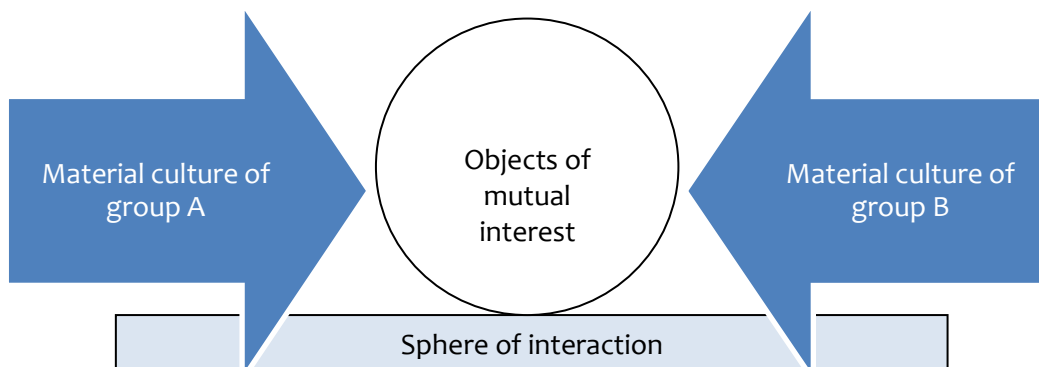 Material culture of
group A
Objects of
mutual
interest
Material culture of
group B
Sphere of interaction